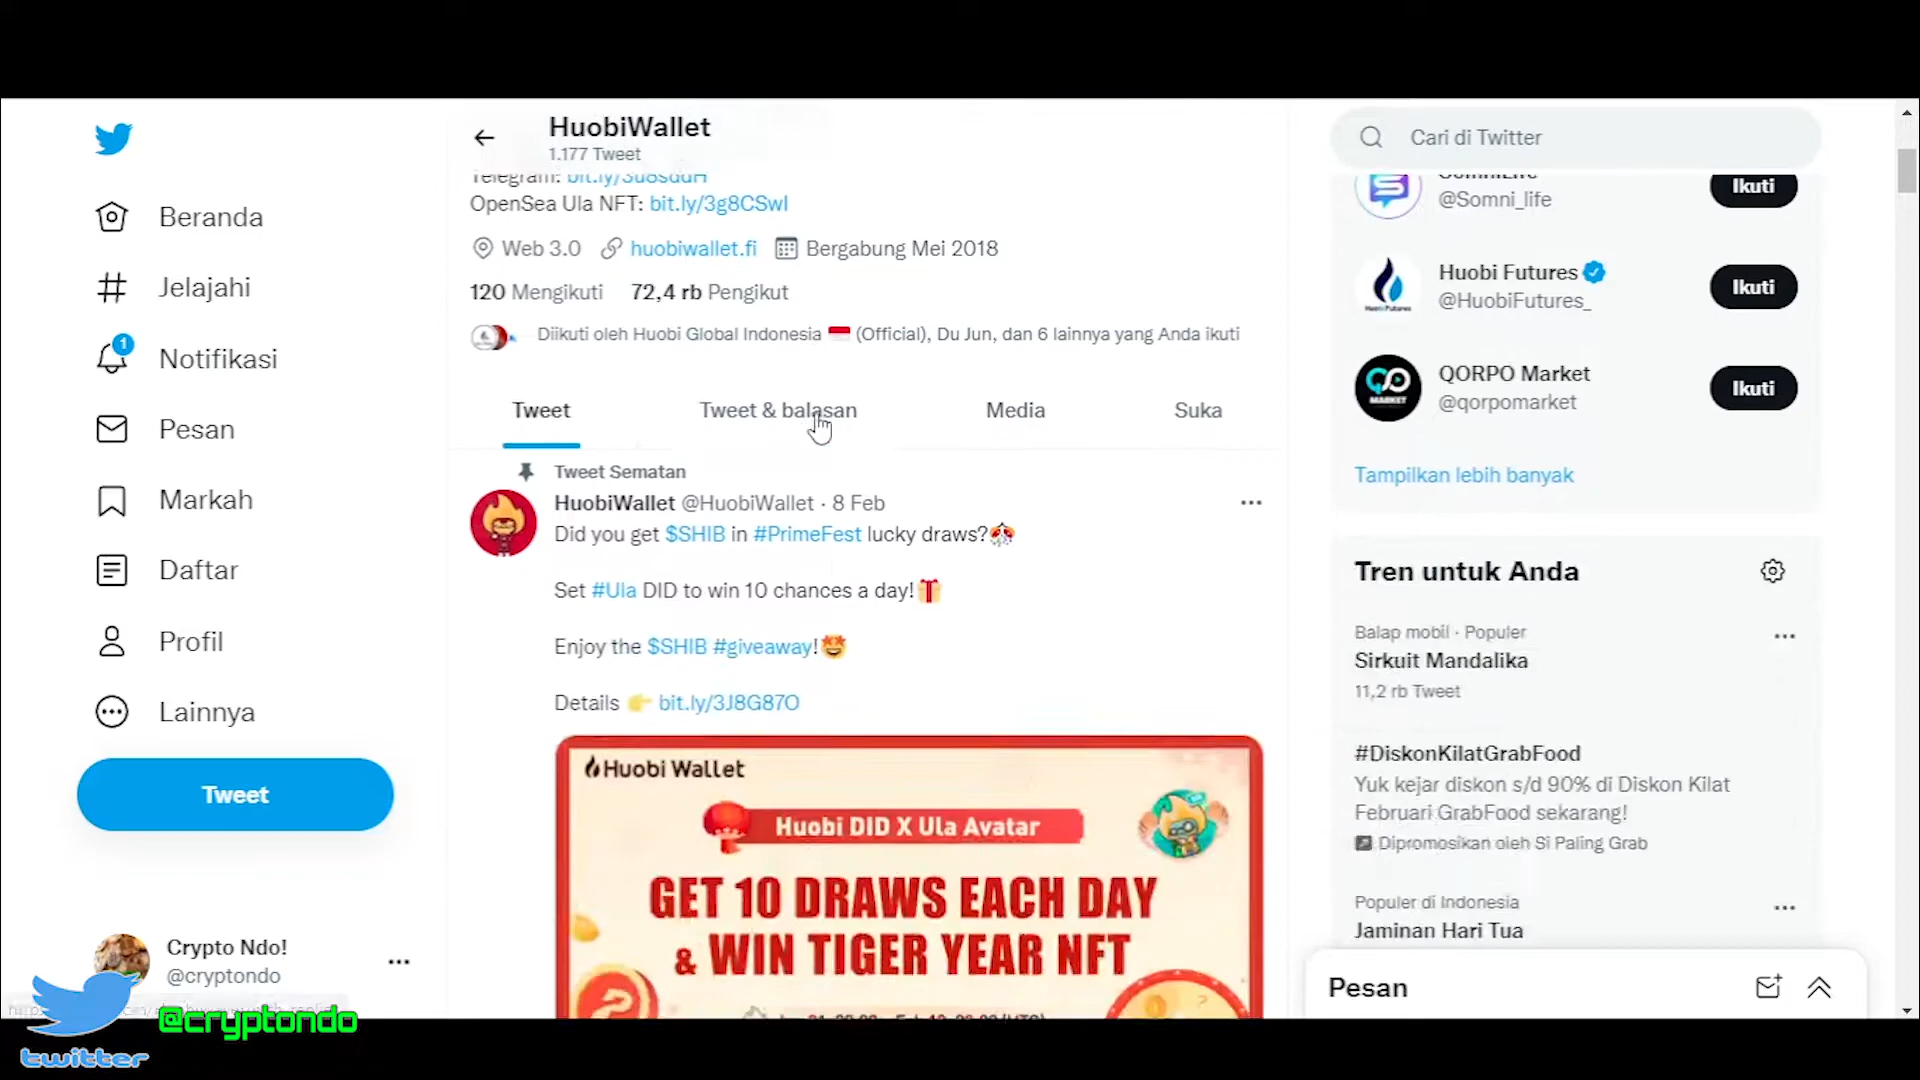 HuobiWallet
1.177 Tweet
Telegram:
OpenSea Ula NFT: bit.ly/3g8CSwI
Web 3.0 huobiwallet.fi Bergabung Mei 2018
120 Mengikuti 72,4 rb Pengikut
Diikuti oleh Huobi Global Indonesia 🇮🇩 (Official), Du Jun, dan 6 lainnya yang Anda ikuti
Tweet Tweet & balasan Media Suka
Tweet Sematan
HuobiWallet @HuobiWallet · 8 Feb
Did you get $SHIB in #PrimeFest lucky draws?🎊
Set #Ula DID to win 10 chances a day!🎁
Enjoy the $SHIB #giveaway!🤩
Details 👉 bit.ly/3J8G87O
Huobi Wallet
Huobi DID X Ula Avatar
GET 10 DRAWS EACH DAY
& WIN TIGER YEAR NFT
Beranda
Jelajahi
1
Notifikasi
Pesan
Markah
Daftar
Profil
Lainnya
Tweet
Crypto Ndo!
@cryptondo
@cryptondo
twitter
Cari di Twitter
SomniLife
@Somni_life
Ikuti
Huobi Futures
@HuobiFutures_
Ikuti
QORPO Market
@qorpomarket
Ikuti
Tampilkan lebih banyak
Tren untuk Anda
Balap mobil · Populer
Sirkuit Mandalika
11,2 rb Tweet
#DiskonKilatGrabFood
Yuk kejar diskon s/d 90% di Diskon Kilat
Februari GrabFood sekarang!
Dipromosikan oleh Si Paling Grab
Populer di Indonesia
Jaminan Hari Tua
Pesan